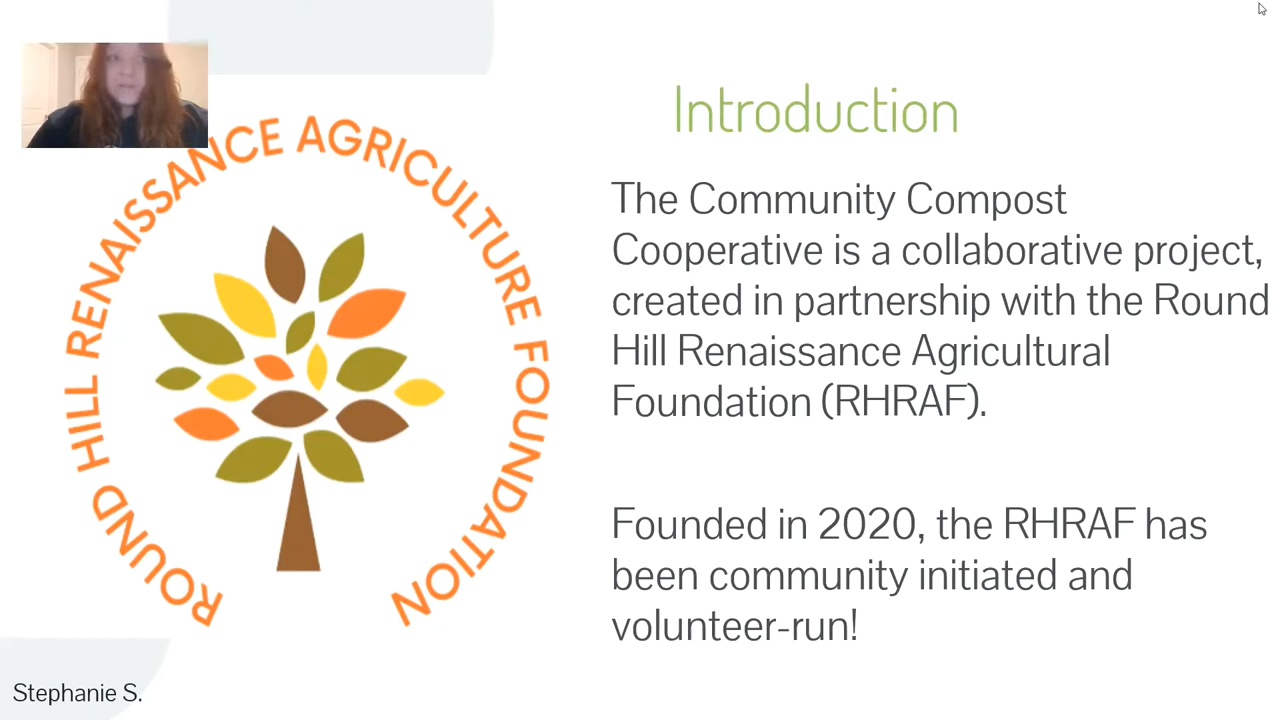 ROUND HILL RENAISSANCE AGRICULTURE FOUNDATION
Introduction
The Community Compost
Cooperative is a collaborative project,
created in partnership with the Round
Hill Renaissance Agricultural
Foundation (RHRAF).
Founded in 2020, the RHRAF has
been community initiated and
volunteer-run!
Stephanie S.